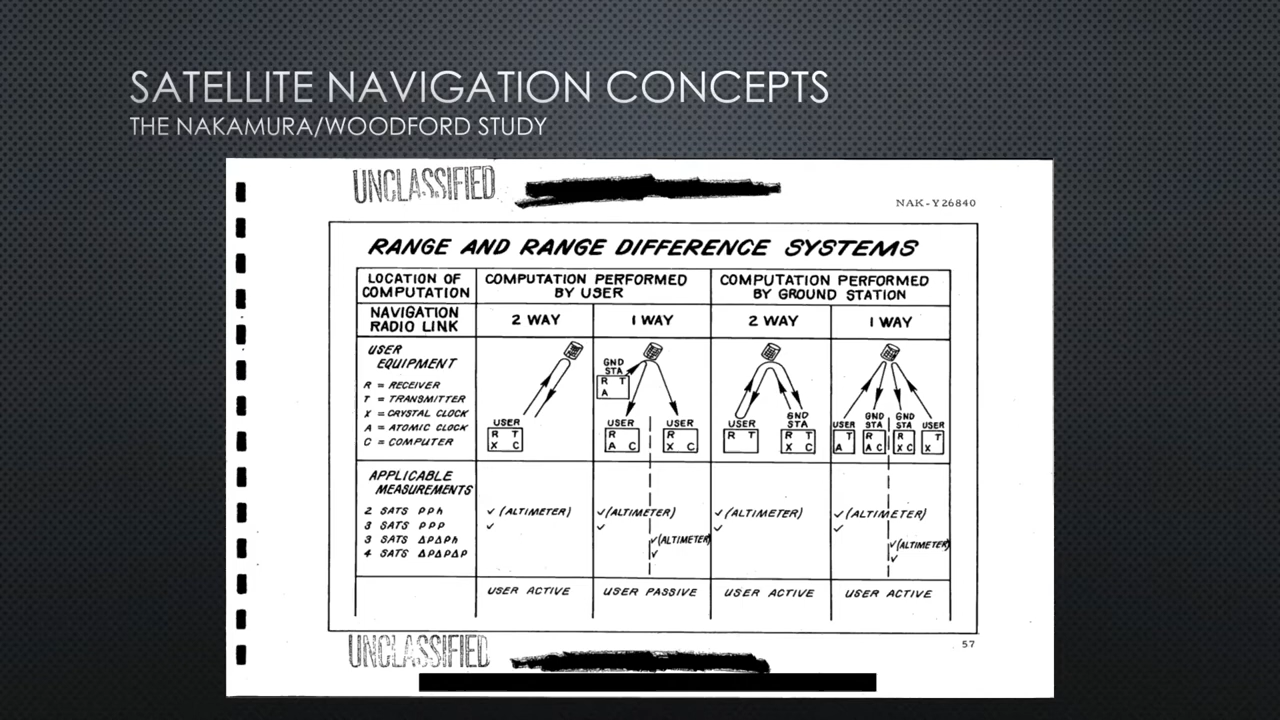 SATELLITE NAVIGATION CONCEPTS
THE NAKAMURA/WOODFORD STUDY
UNCLASSIFIED
NAK-Y26840
RANGE AND RANGE DIFFERENCE SYSTEMS
LOCATION OF
COMPUTATION
COMPUTATION PERFORMED
BY USER
COMPUTATION PERFORMED
BY GROUND STATION
NAVIGATION
RADIO LINK
2 WAY
1 WAY
2 WAY
1 WAY
USER
EQUIPMENT
R = RECEIVER
T = TRANSMITTER
X = CRYSTAL CLOCK
A = ATOMIC CLOCK
C = COMPUTER
USER
R T
X C
GND
STA
R T
A
USER
R
A C
USER
R
X C
USER
R T
GND
STA
R T
X C
USER
T
A
GND
STA
R
A C
GND
STA
R
X C
USER
T
X
APPLICABLE
MEASUREMENTS
2 SATS ρρh
3 SATS ρρρ
3 SATS ΔρΔρh
4 SATS ΔρΔρΔρ
✓ (ALTIMETER)
✓
✓(ALTIMETER)
✓
✓(ALTIMETER)
✓
✓(ALTIMETER)
✓
✓(ALTIMETER)
✓
✓(ALTIMETER)
✓
USER ACTIVE
USER PASSIVE
USER ACTIVE
USER ACTIVE
57
UNCLASSIFIED